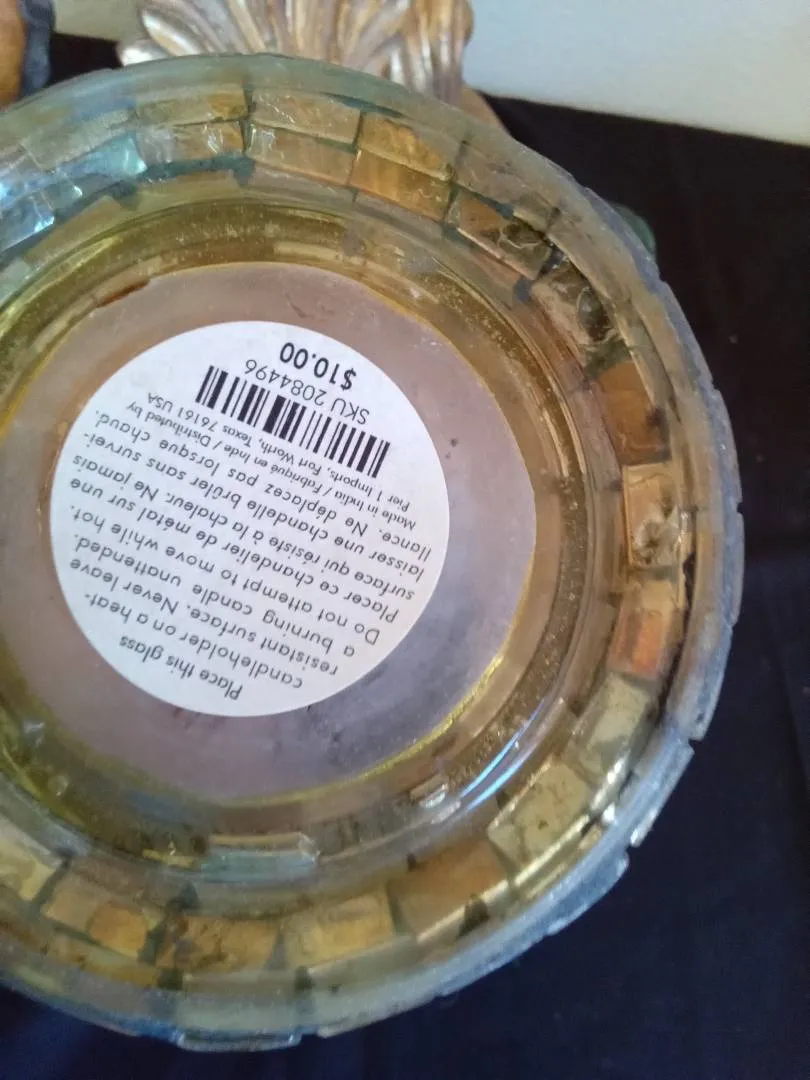 Place this glass
candleholder on a heat-
resistant surface. Never leave
a burning candle unattended.
Do not attempt to move while hot.
Placer ce chandelier de métal sur une
surface qui résiste à la chaleur. Ne jamais
laisser une chandelle brûler sans survei-
llance. Ne déplacez pas lorsque chaud.
Made in India / Fabriqué en Inde / Distributed by
Pier 1 Imports, Fort Worth, Texas 76161 USA
SKU 2084496
$10.00